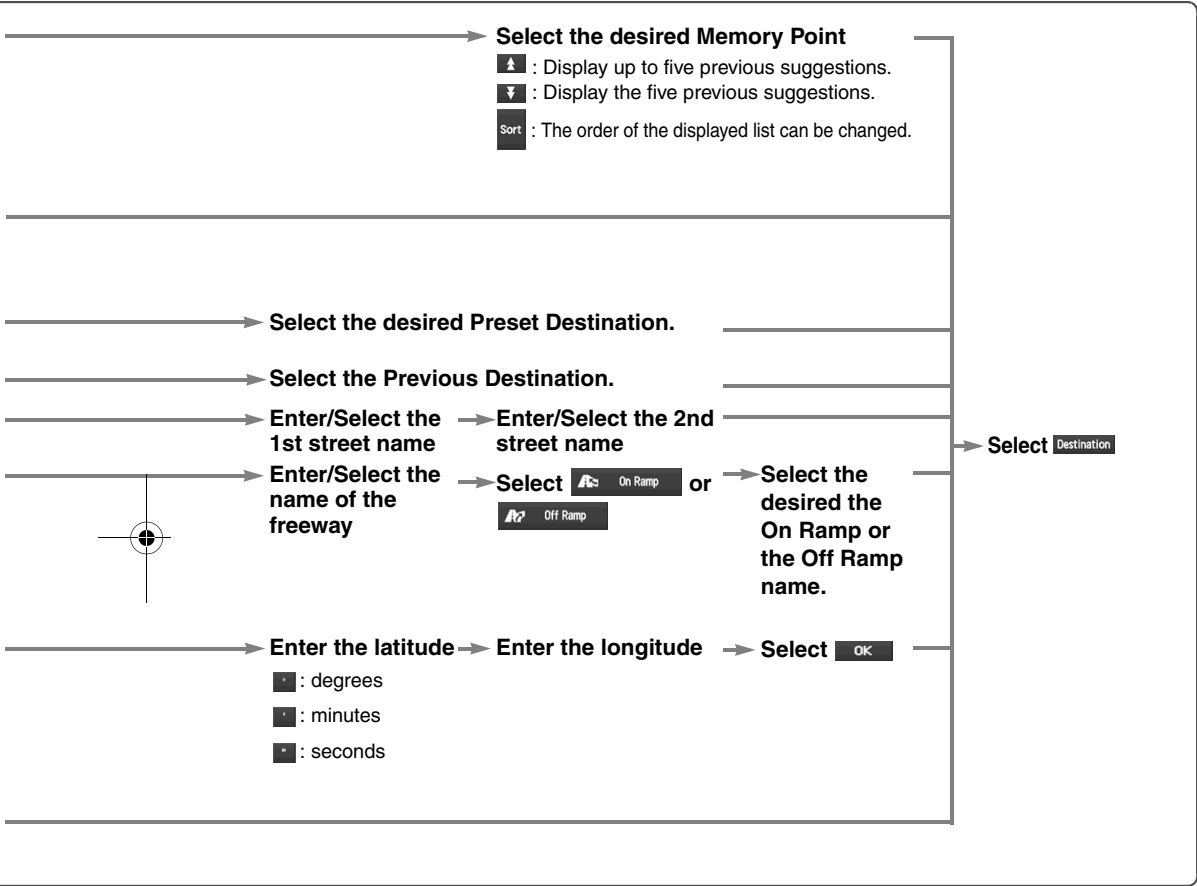 Select the desired Memory Point
: Display up to five previous suggestions.
: Display the five previous suggestions.
Sort : The order of the displayed list can be changed.
Select the desired Preset Destination.
Select the Previous Destination.
Enter/Select the
1st street name
Enter/Select the 2nd
street name
Enter/Select the
name of the
freeway
Select On Ramp or
Off Ramp
Select the
desired the
On Ramp or
the Off Ramp
name.
Select Destination
Enter the latitude
° : degrees
' : minutes
" : seconds
Enter the longitude
Select OK